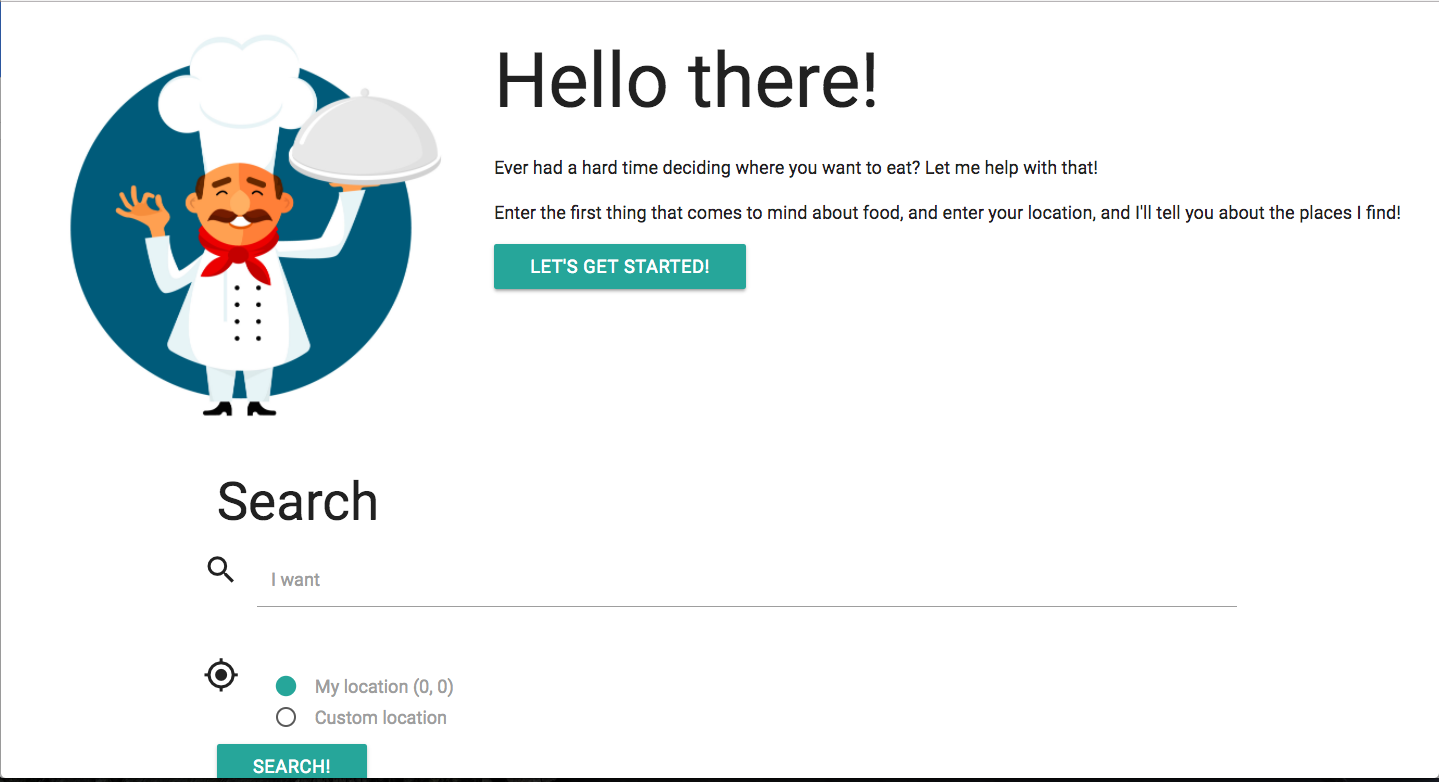 Hello there!
Ever had a hard time deciding where you want to eat? Let me help with that!
Enter the first thing that comes to mind about food, and enter your location, and I'll tell you about the places I find!
LET'S GET STARTED!
Search
I want
My location (0, 0)
Custom location
SEARCH!